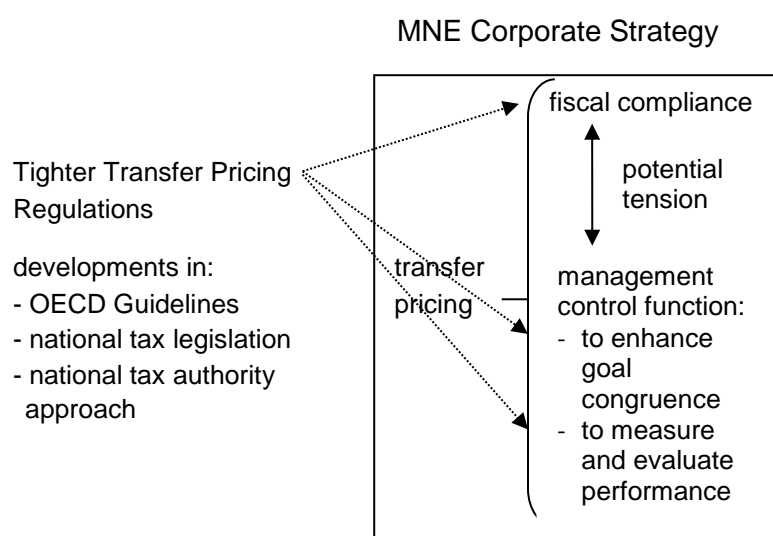 MNE Corporate Strategy
Tighter Transfer Pricing
Regulations
developments in:
- OECD Guidelines
- national tax legislation
- national tax authority
approach
transfer
pricing
fiscal compliance
potential
tension
management
control function:
- to enhance
goal
congruence
- to measure
and evaluate
performance